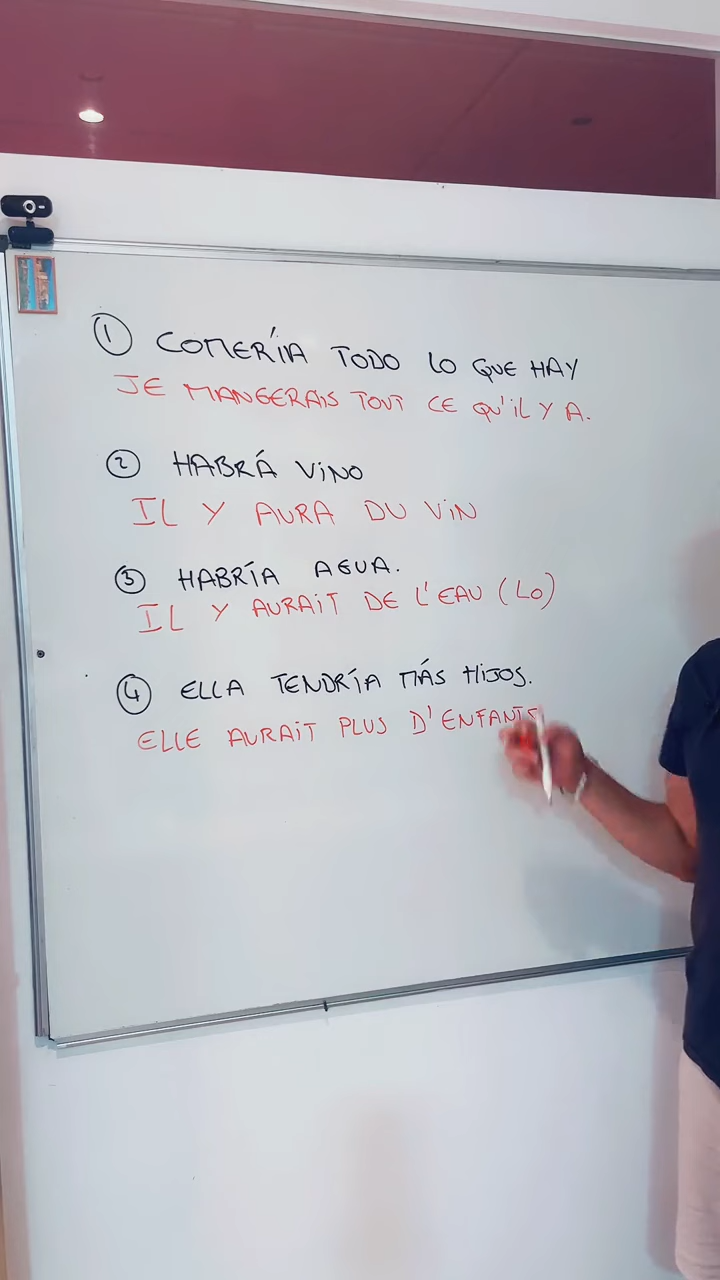 1 COMERÍA TODO LO QUE HAY
JE MANGERAIS TOUT CE QU'IL Y A.
2 HABRÁ VINO
IL Y AURA DU VIN
3 HABRÍA AGUA.
IL Y AURAIT DE L'EAU (LO)
4 ELLA TENDRÍA MÁS HIJOS.
ELLE AURAIT PLUS D'ENFANTS